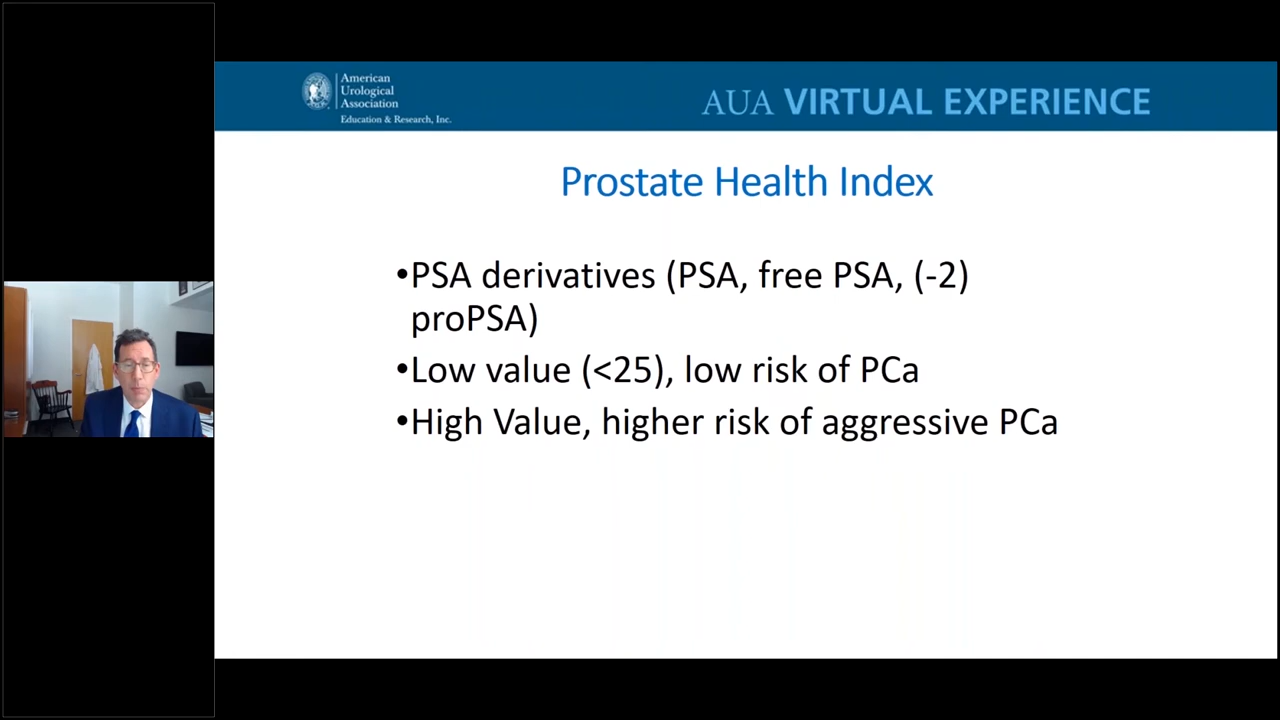 American
Urological
Association
Education & Research, Inc.
AUA VIRTUAL EXPERIENCE
Prostate Health Index
•PSA derivatives (PSA, free PSA, (-2)
proPSA)
•Low value (<25), low risk of PCa
•High Value, higher risk of aggressive PCa